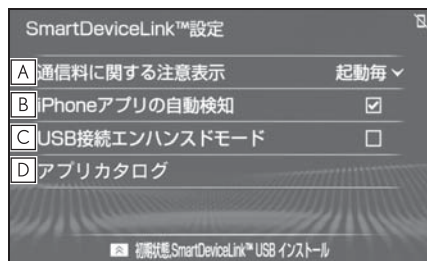 SmartDeviceLink™設定
A 通信料に関する注意表示 起動毎
B iPhoneアプリの自動検知
C USB接続エンハンスドモード
D アプリカタログ
初期状態 SmartDeviceLink™ USB インストール